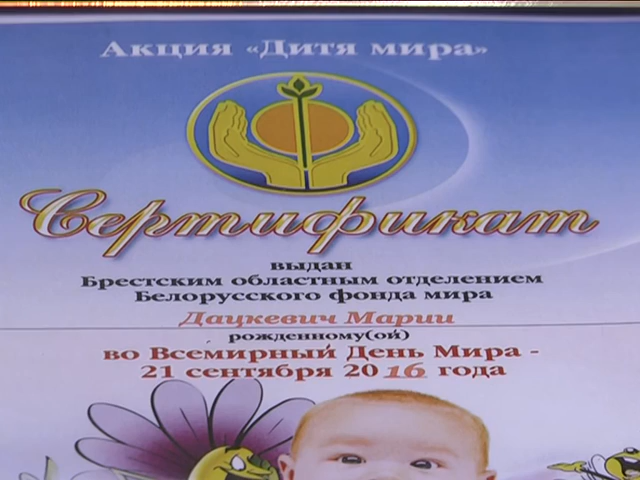 Акция «Дитя мира»
Сертификат
выдан
Брестским областным отделением
Белорусского фонда мира
Дацкевич Марии
рожденному(ой)
во Всемирный День Мира -
21 сентября 2016 года